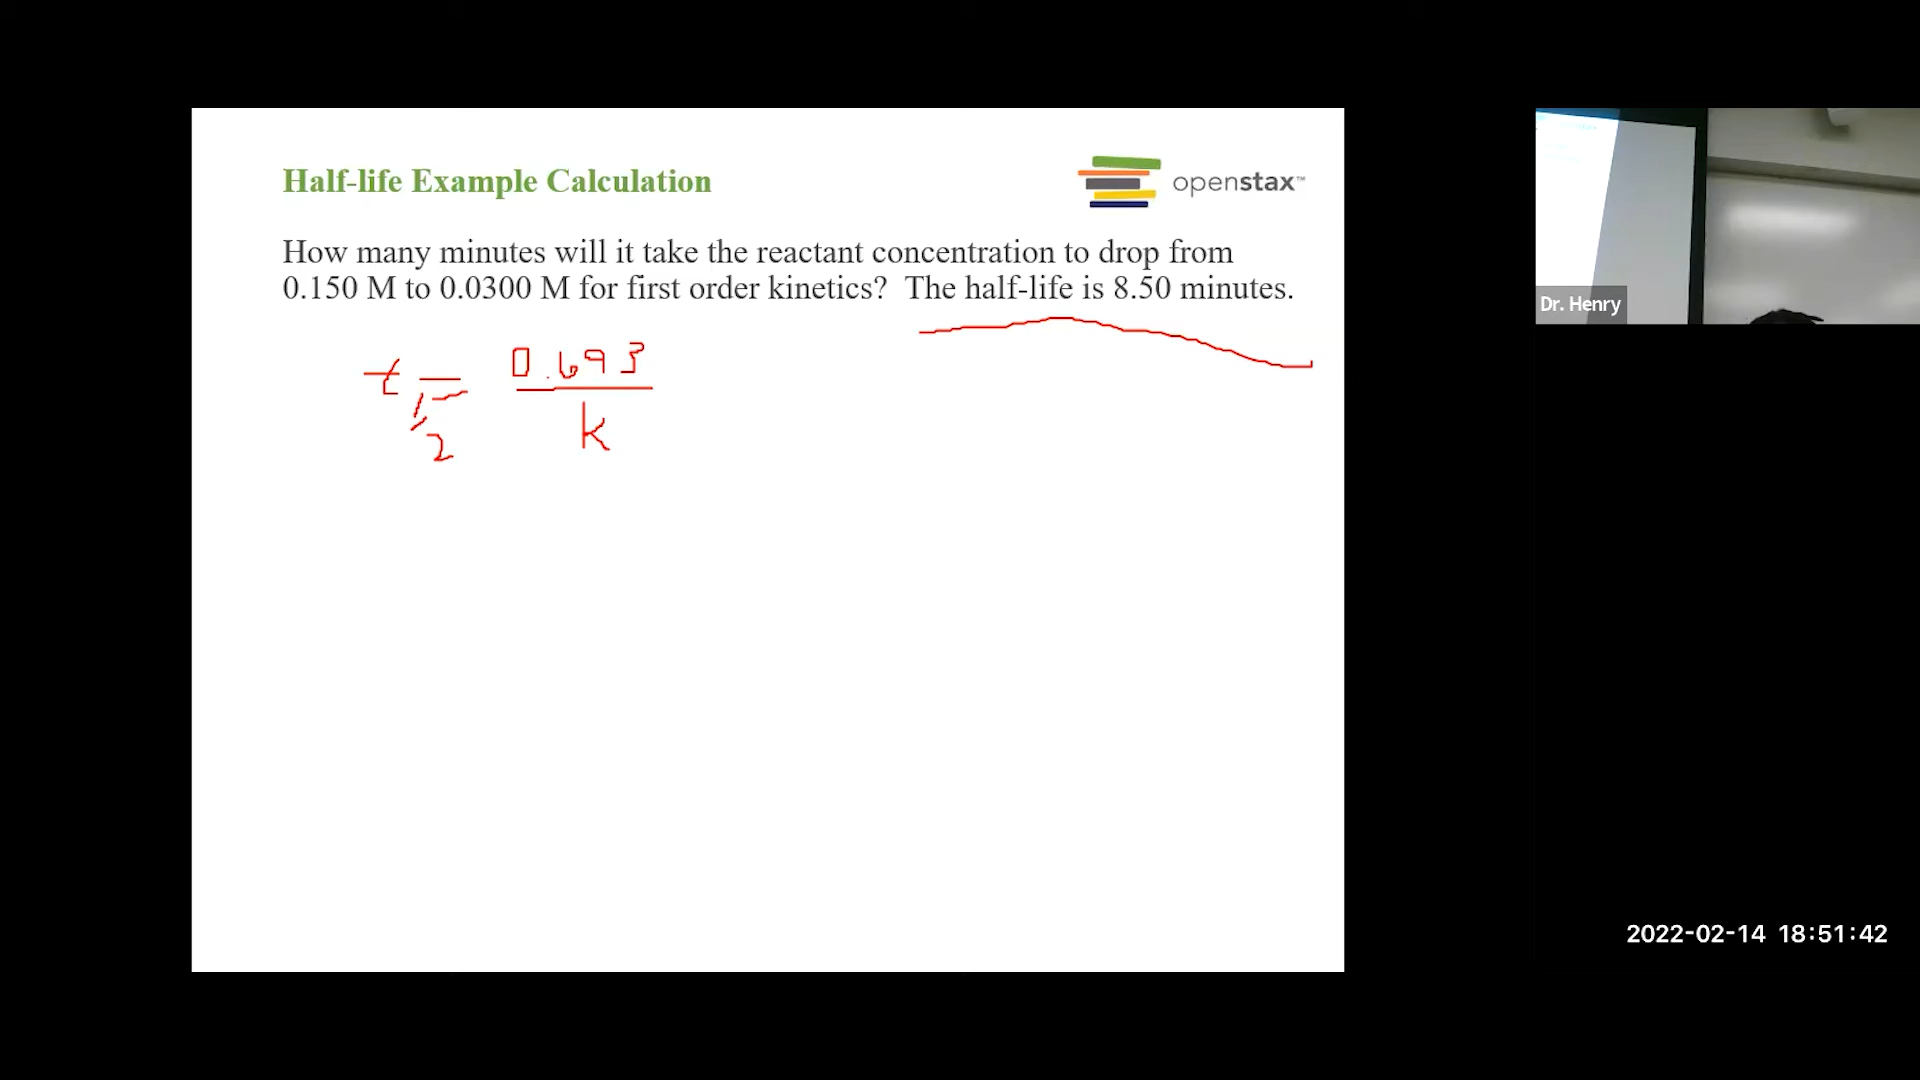 Half-life Example Calculation
openstax™
How many minutes will it take the reactant concentration to drop from
0.150 M to 0.0300 M for first order kinetics? The half-life is 8.50 minutes.
t 1/2 = 0.693
k
Dr. Henry
2022-02-14 18:51:42